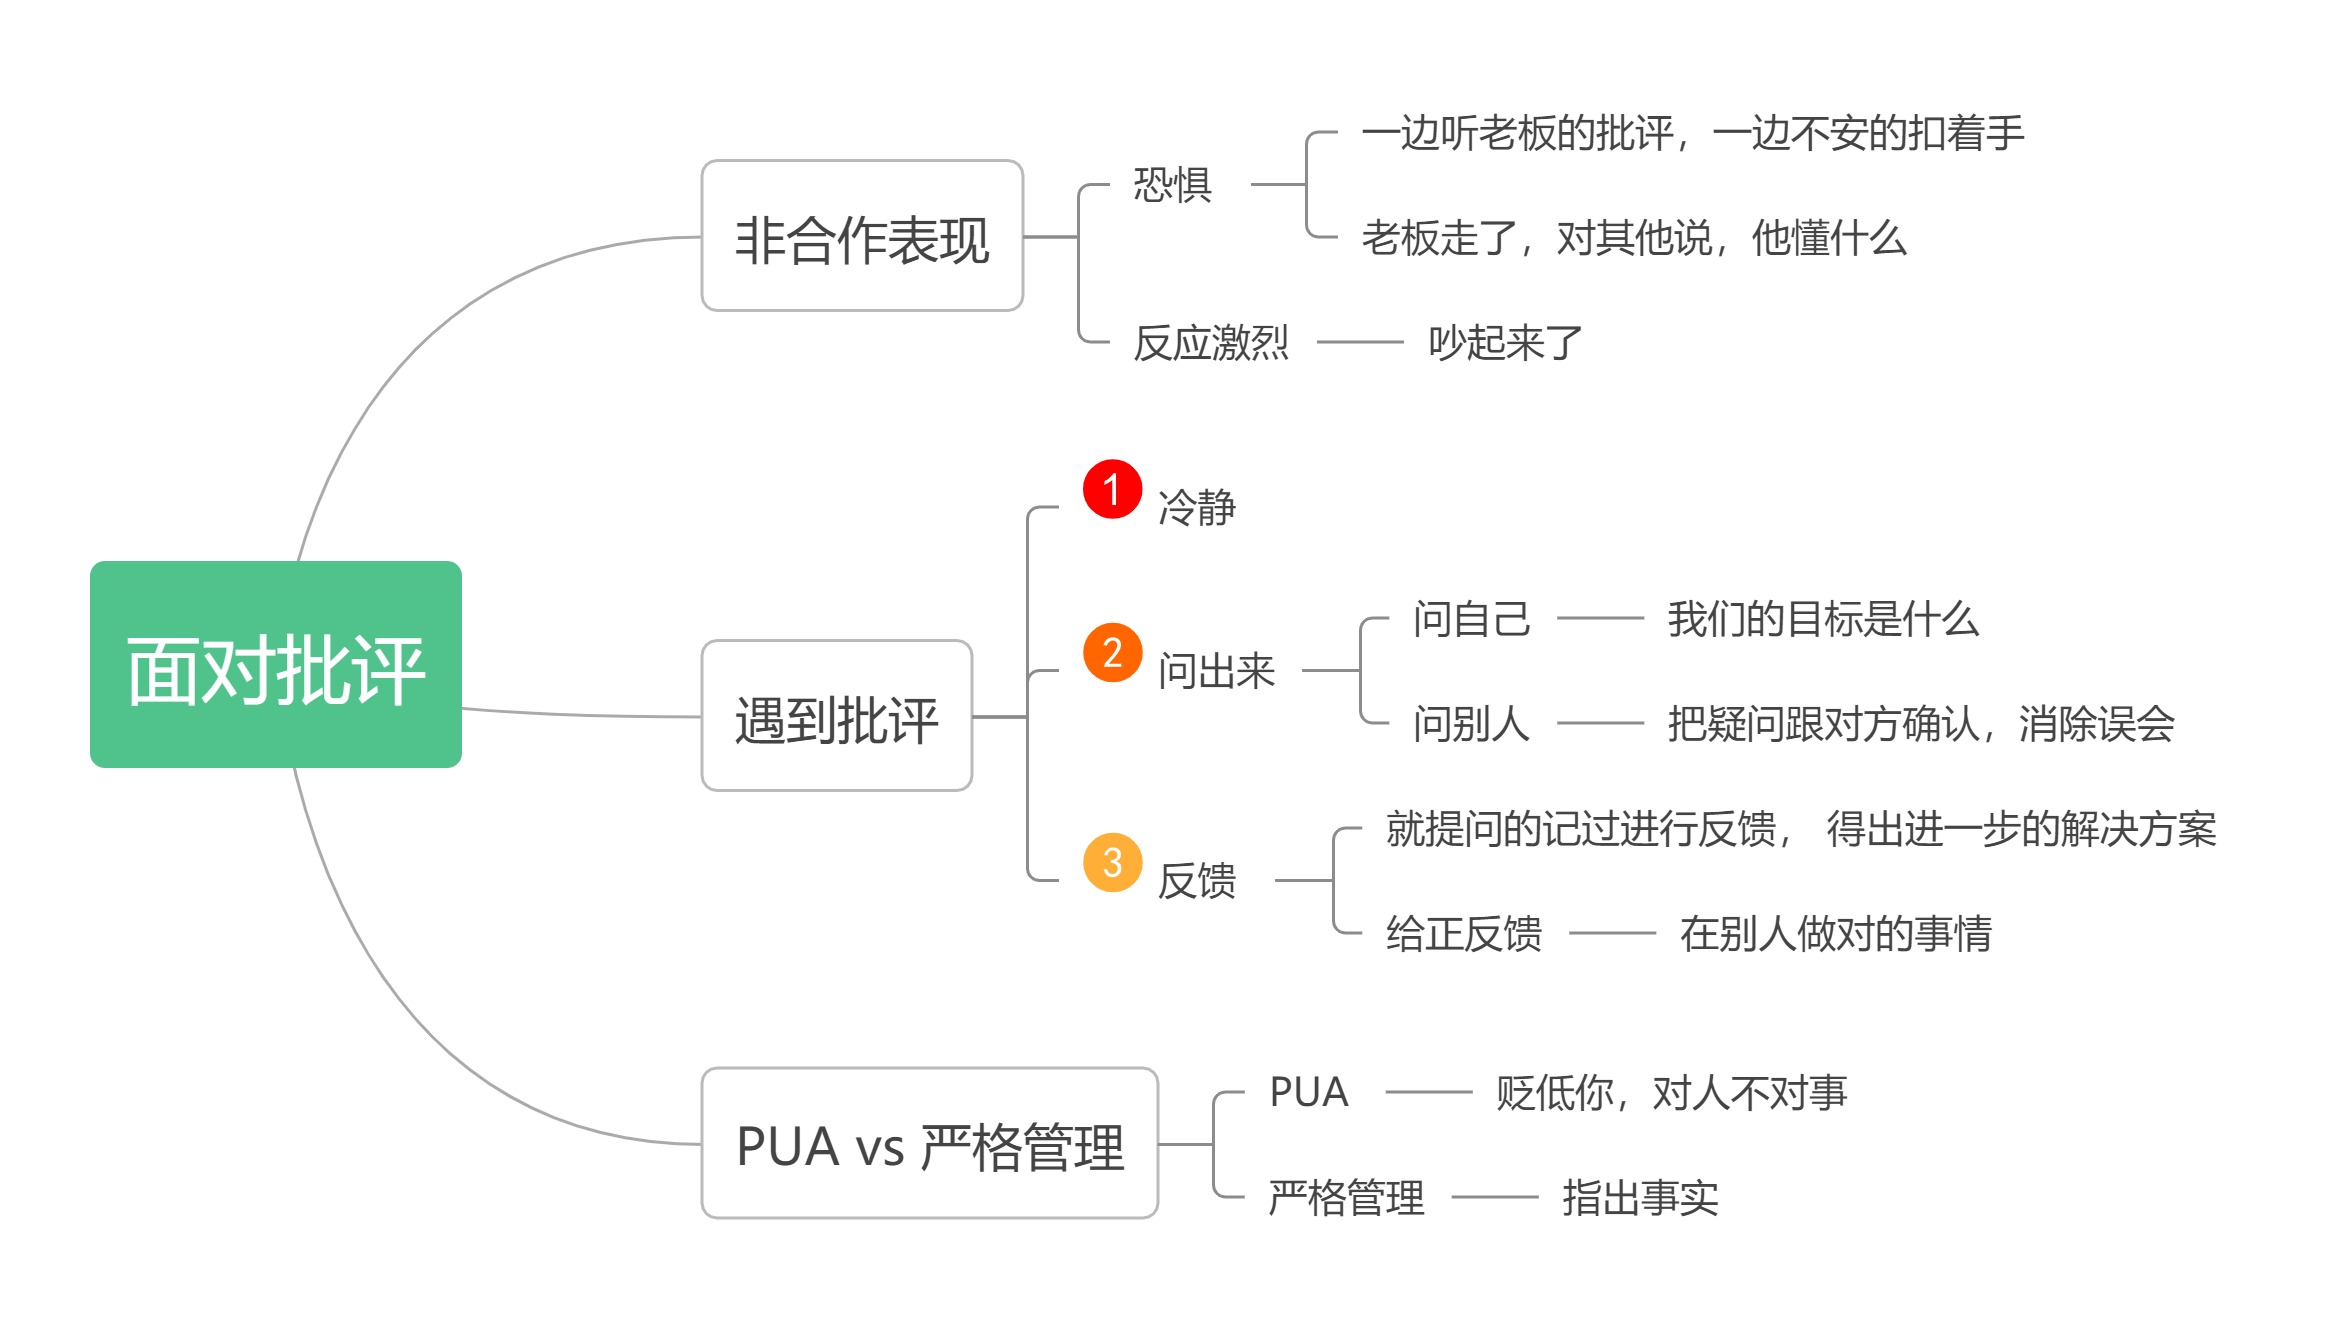 面对批评
非合作表现
恐惧
一边听老板的批评，一边不安的扣着手
老板走了，对其他说，他懂什么
反应激烈
吵起来了
遇到批评
1 冷静
2 问出来
问自己
我们的目标是什么
问别人
把疑问跟对方确认，消除误会
3 反馈
就提问的记过进行反馈， 得出进一步的解决方案
给正反馈
在别人做对的事情
PUA vs 严格管理
PUA
贬低你，对人不对事
严格管理
指出事实